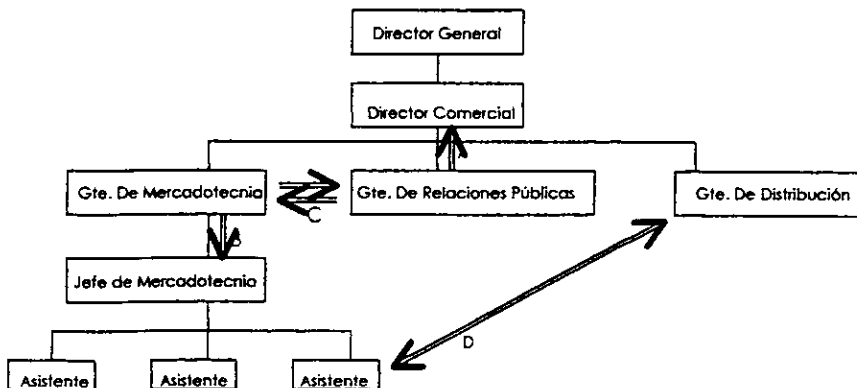 Director General
Director Comercial
Gte. De Mercadotecnia
Gte. De Relaciones Públicas
Gte. De Distribución
C
B
Jefe de Mercadotecnia
D
Asistente
Asistente
Asistente